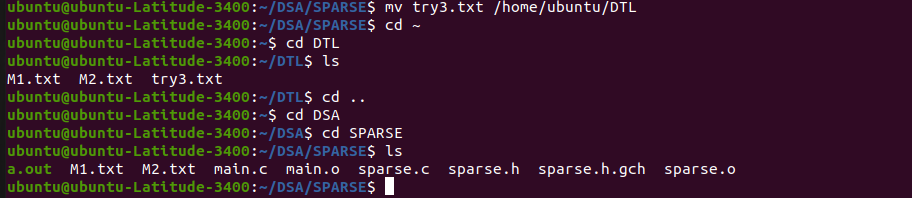 ubuntu@ubuntu-Latitude-3400:~/DSA/SPARSE$ mv try3.txt /home/ubuntu/DTL
ubuntu@ubuntu-Latitude-3400:~/DSA/SPARSE$ cd ~
ubuntu@ubuntu-Latitude-3400:~$ cd DTL
ubuntu@ubuntu-Latitude-3400:~/DTL$ ls
M1.txt  M2.txt  try3.txt
ubuntu@ubuntu-Latitude-3400:~/DTL$ cd ..
ubuntu@ubuntu-Latitude-3400:~$ cd DSA
ubuntu@ubuntu-Latitude-3400:~/DSA$ cd SPARSE
ubuntu@ubuntu-Latitude-3400:~/DSA/SPARSE$ ls
a.out  M1.txt  M2.txt  main.c  main.o  sparse.c  sparse.h  sparse.h.gch  sparse.o
ubuntu@ubuntu-Latitude-3400:~/DSA/SPARSE$